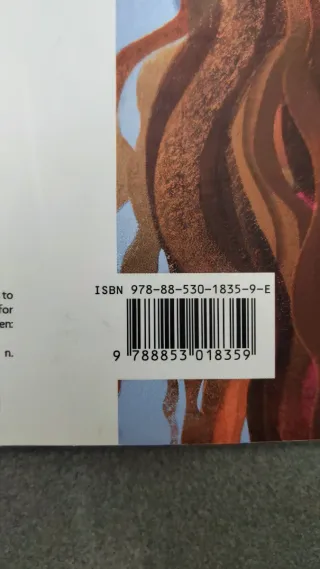 ISBN 978-88-530-1835-9-E
9 788853 018359
to
for
en:
n.